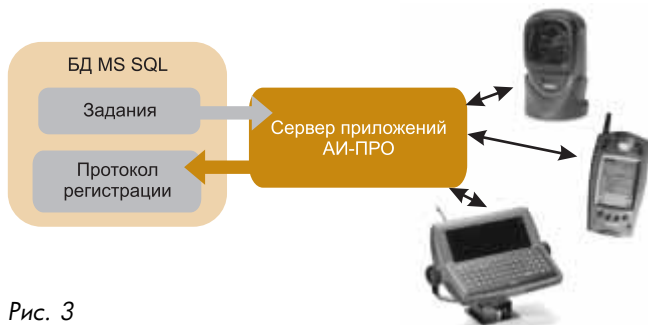 БД MS SQL
Задания
Протокол
регистрации
Сервер приложений
АИ-ПРО
Рис. 3